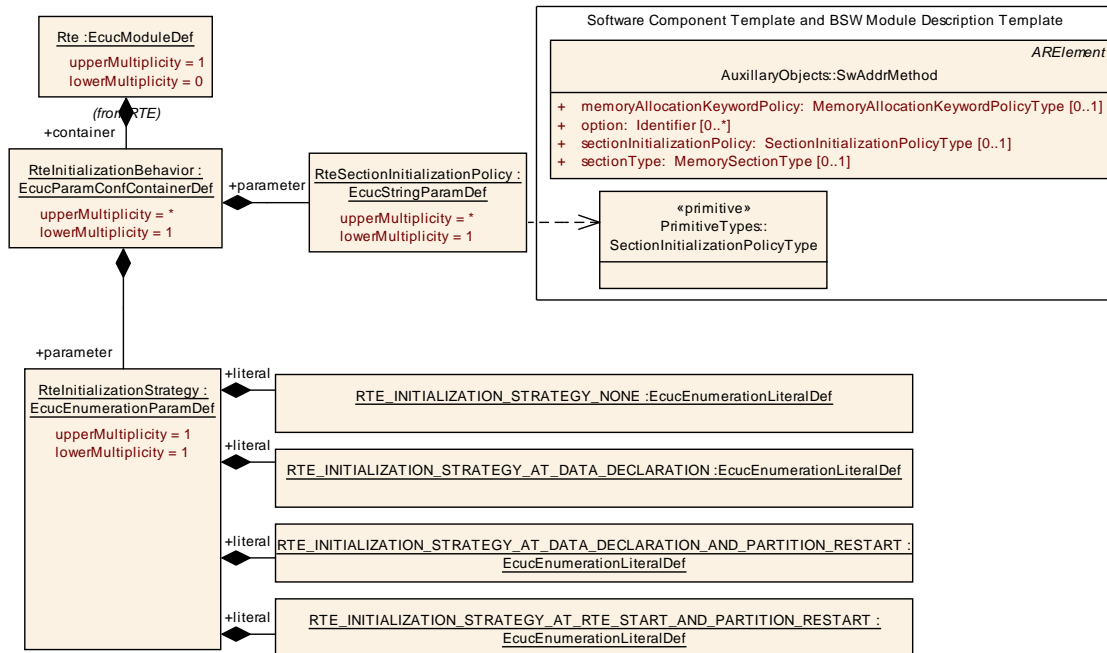 Rte :EcucModuleDef
upperMultiplicity = 1
lowerMultiplicity = 0
(from RTE)
+container
RteInitializationBehavior :
EcucParamConfContainerDef
upperMultiplicity = *
lowerMultiplicity = 1
+parameter
RteSectionInitializationPolicy :
EcucStringParamDef
upperMultiplicity = *
lowerMultiplicity = 1
Software Component Template and BSW Module Description Template
ARElement
AuxillaryObjects::SwAddrMethod
+ memoryAllocationKeywordPolicy: MemoryAllocationKeywordPolicyType [0..1]
+ option: Identifier [0..*]
+ sectionInitializationPolicy: SectionInitializationPolicyType [0..1]
+ sectionType: MemorySectionType [0..1]
«primitive»
PrimitiveTypes::
SectionInitializationPolicyType
+parameter
RteInitializationStrategy :
EcucEnumerationParamDef
upperMultiplicity = 1
lowerMultiplicity = 1
+literal
RTE_INITIALIZATION_STRATEGY_NONE :EcucEnumerationLiteralDef
+literal
RTE_INITIALIZATION_STRATEGY_AT_DATA_DECLARATION :EcucEnumerationLiteralDef
+literal
RTE_INITIALIZATION_STRATEGY_AT_DATA_DECLARATION_AND_PARTITION_RESTART :
EcucEnumerationLiteralDef
+literal
RTE_INITIALIZATION_STRATEGY_AT_RTE_START_AND_PARTITION_RESTART :
EcucEnumerationLiteralDef